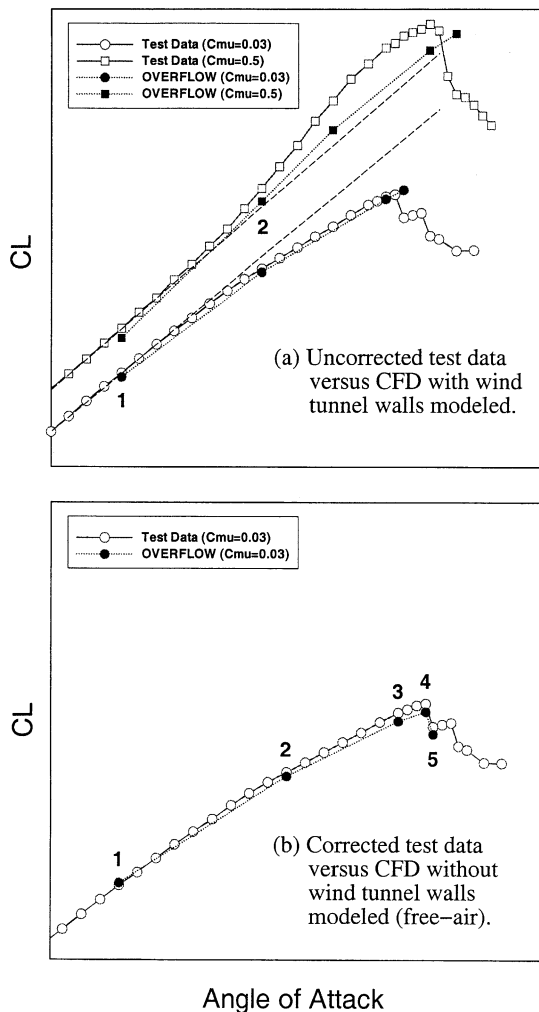 Test Data (Cmu=0.03)
Test Data (Cmu=0.5)
OVERFLOW (Cmu=0.03)
OVERFLOW (Cmu=0.5)
CL
2
1
(a) Uncorrected test data
versus CFD with wind
tunnel walls modeled.
Test Data (Cmu=0.03)
OVERFLOW (Cmu=0.03)
CL
3
4
2
5
1
(b) Corrected test data
versus CFD without
wind tunnel walls
modeled (free−air).
Angle of Attack